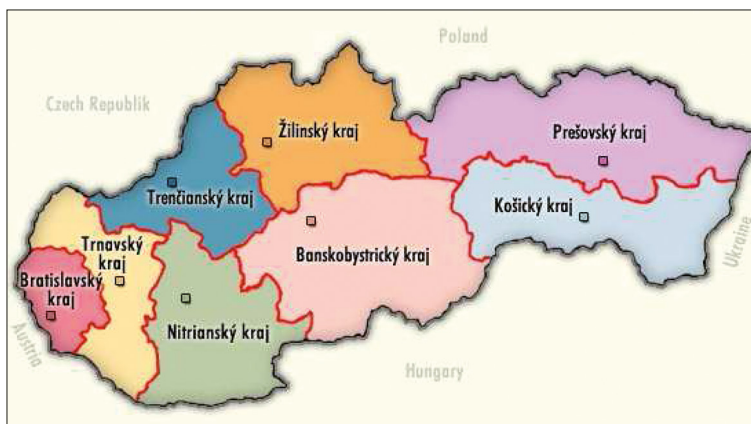 Poland
Czech Republik
Žilinský kraj
Prešovský kraj
Trenčianský kraj
Košický kraj
Trnavský
kraj
Banskobystrický kraj
Bratislavský
kraj
Nitrianský kraj
Ukraine
Austria
Hungary